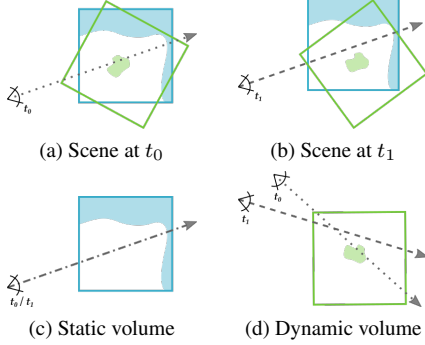 t₀
t₁
(a) Scene at t₀
(b) Scene at t₁
t₀
t₁
t₀ / t₁
(c) Static volume
(d) Dynamic volume